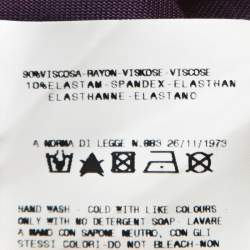 90%VISCOSA-RAYON-VISKOSE-VISCOSE
10%ELASTAM-SPANDEX-ELASTHAN
ELASTHANNE-ELASTANO
A NORMA DI LEGGE N.883 26/11/1973
HAND WASH - COLD WITH LIKE COLOURS
ONLY WITH NO DETERGENT SOAP. LAVARE
A MANO CON SAPONE NEUTRO, CON GLI
STESSI COLORI-DO NOT BLEACH-NON